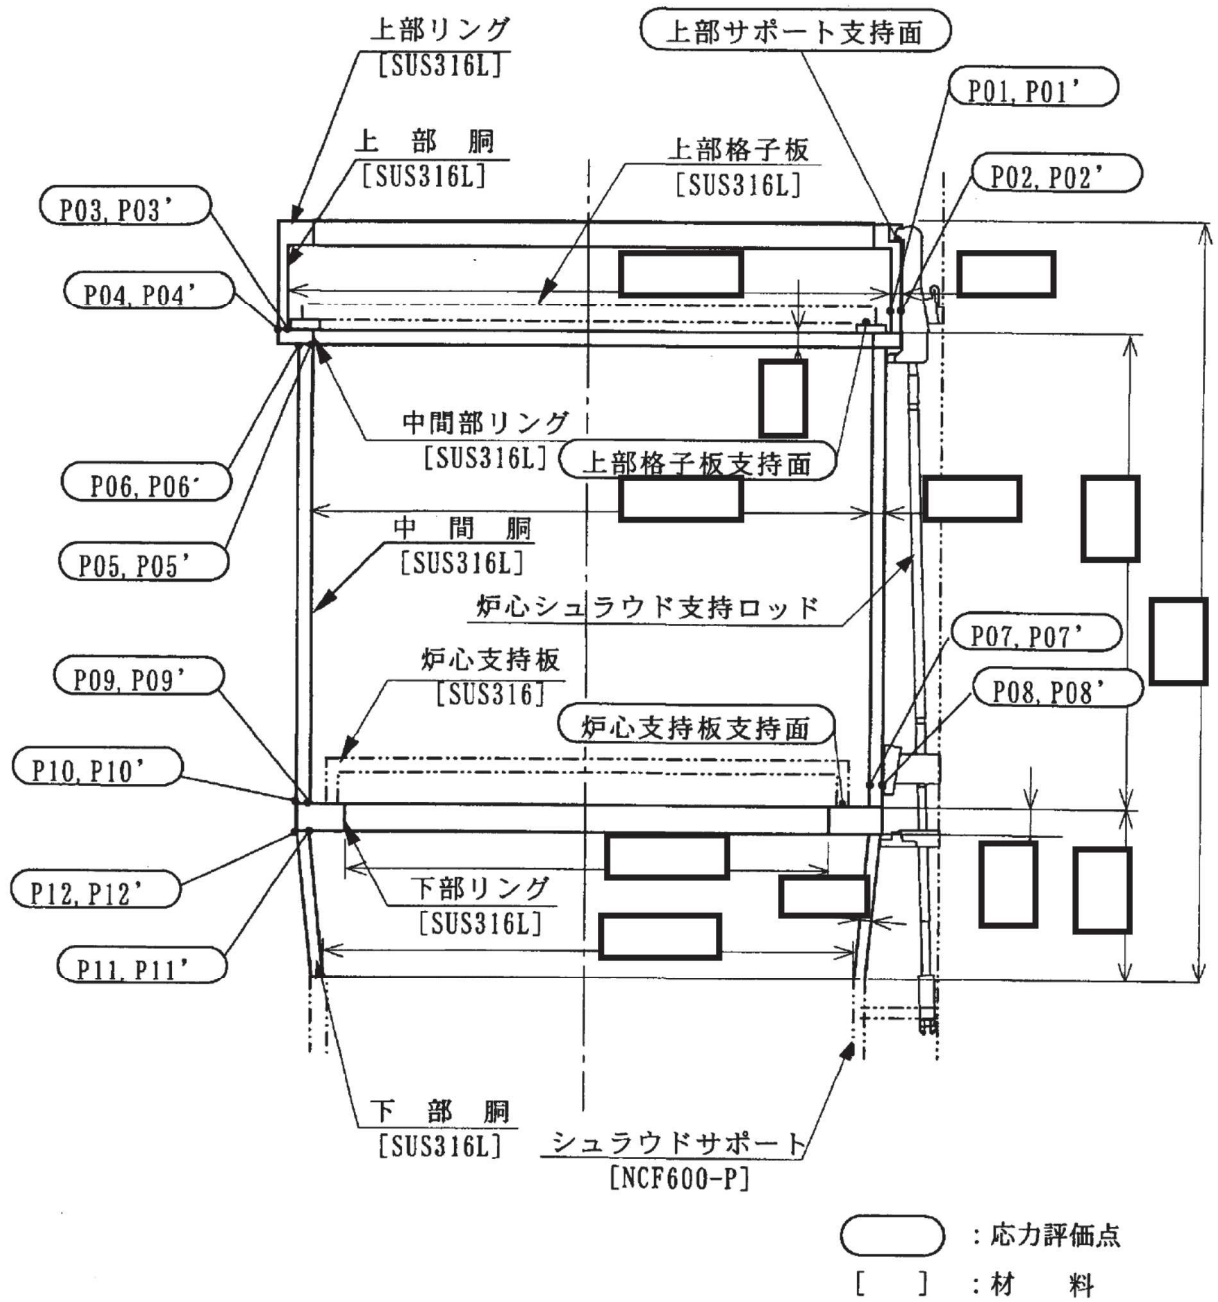 上部リング
[SUS316L]
上部サポート支持面
P01, P01'
上 部 胴
[SUS316L]
上部格子板
[SUS316L]
P02, P02'
P03, P03'
P04, P04'
中間部リング
[SUS316L]
上部格子板支持面
P06, P06'
P05, P05'
中 間 胴
[SUS316L]
炉心シュラウド支持ロッド
P07, P07'
炉心支持板
[SUS316]
P08, P08'
P09, P09'
炉心支持板支持面
P10, P10'
P12, P12'
下部リング
[SUS316L]
P11, P11'
下 部 胴
[SUS316L]
シュラウドサポート
[NCF600-P]
：応力評価点
[ ] ：材 料